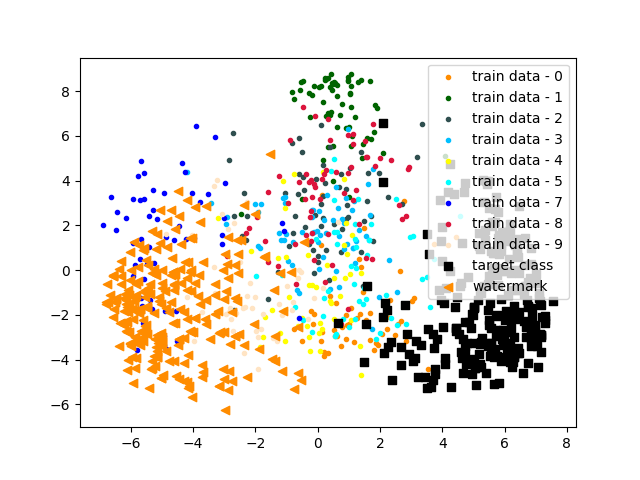 8
6
4
2
0
−2
−4
−6
−6 −4 −2 0 2 4 6 8
train data - 0
train data - 1
train data - 2
train data - 3
train data - 4
train data - 5
train data - 7
train data - 8
train data - 9
target class
watermark